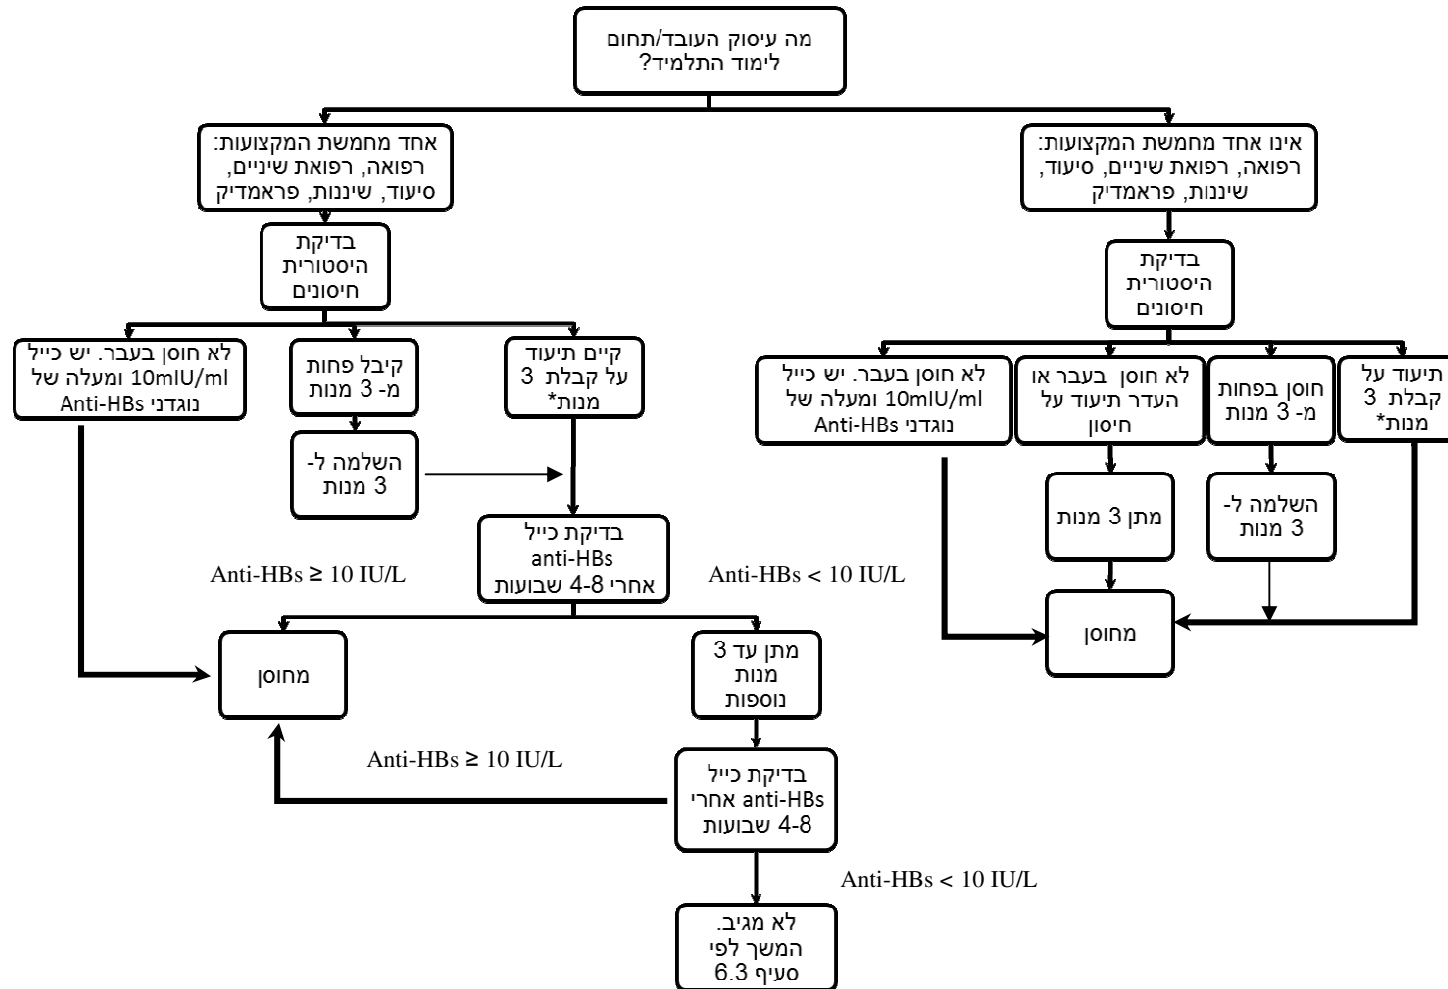 מה עיסוק העובד/תחום
לימוד התלמיד?
אינו אחד מחמשת המקצועות:
רפואה, רפואת שיניים, סיעוד,
שיננות, פראמדיק
בדיקת
היסטורית
חיסונים
תיעוד על
קבלת 3
מנות*
חוסן בפחות
מ- 3 מנות
לא חוסן בעבר או
העדר תיעוד על
חיסון
לא חוסן בעבר. יש כייל
10mIU/ml ומעלה של
נוגדני Anti-HBs
השלמה ל-
3 מנות
מתן 3 מנות
מחוסן
אחד מחמשת המקצועות:
רפואה, רפואת שיניים,
סיעוד, שיננות, פראמדיק
בדיקת
היסטורית
חיסונים
קיים תיעוד
על קבלת 3
מנות*
קיבל פחות
מ- 3 מנות
לא חוסן בעבר. יש כייל
10mIU/ml ומעלה של
נוגדני Anti-HBs
השלמה ל-
3 מנות
בדיקת כייל
anti-HBs
אחרי 4-8 שבועות
Anti-HBs < 10 IU/L
Anti-HBs ≥ 10 IU/L
מתן עד 3
מנות
נוספות
מחוסן
בדיקת כייל
anti-HBs אחרי
4-8 שבועות
Anti-HBs ≥ 10 IU/L
Anti-HBs < 10 IU/L
לא מגיב.
המשך לפי
סעיף 6.3